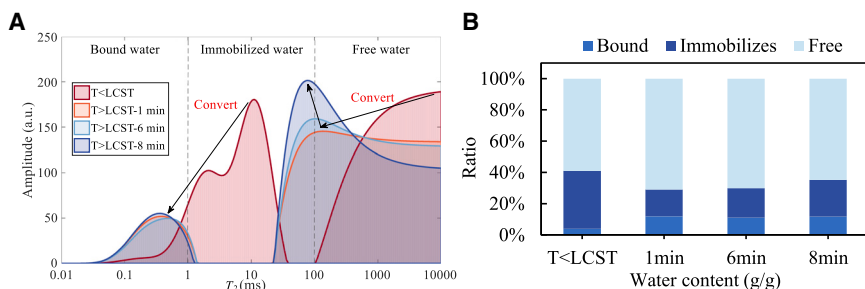 A
Bound water Immobilized water Free water
T<LCST
T>LCST-1 min
T>LCST-6 min
T>LCST-8 min
Convert
Convert
Amplitude (a.u.)
250
200
150
100
50
0
0.01 0.1 1 10 100 1000 10000
T2(ms)
B
Bound Immobilizes Free
Ratio
100%
80%
60%
40%
20%
0%
T<LCST 1min 6min 8min
Water content (g/g)